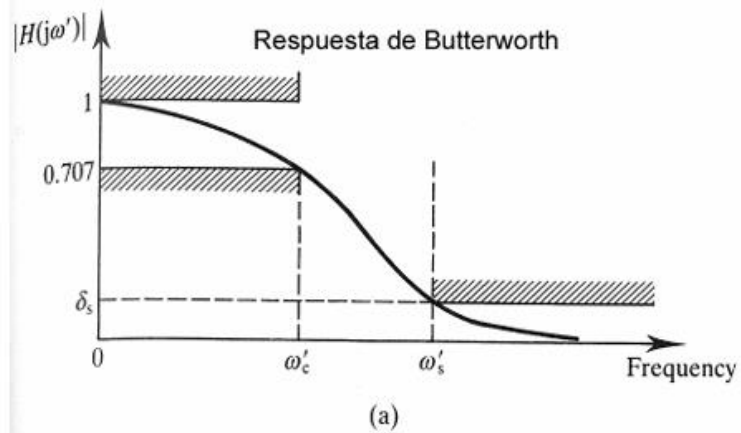 |H(jω′)|
Respuesta de Butterworth
1
0.707
δs
0
ω′c
ω′s
Frequency
(a)